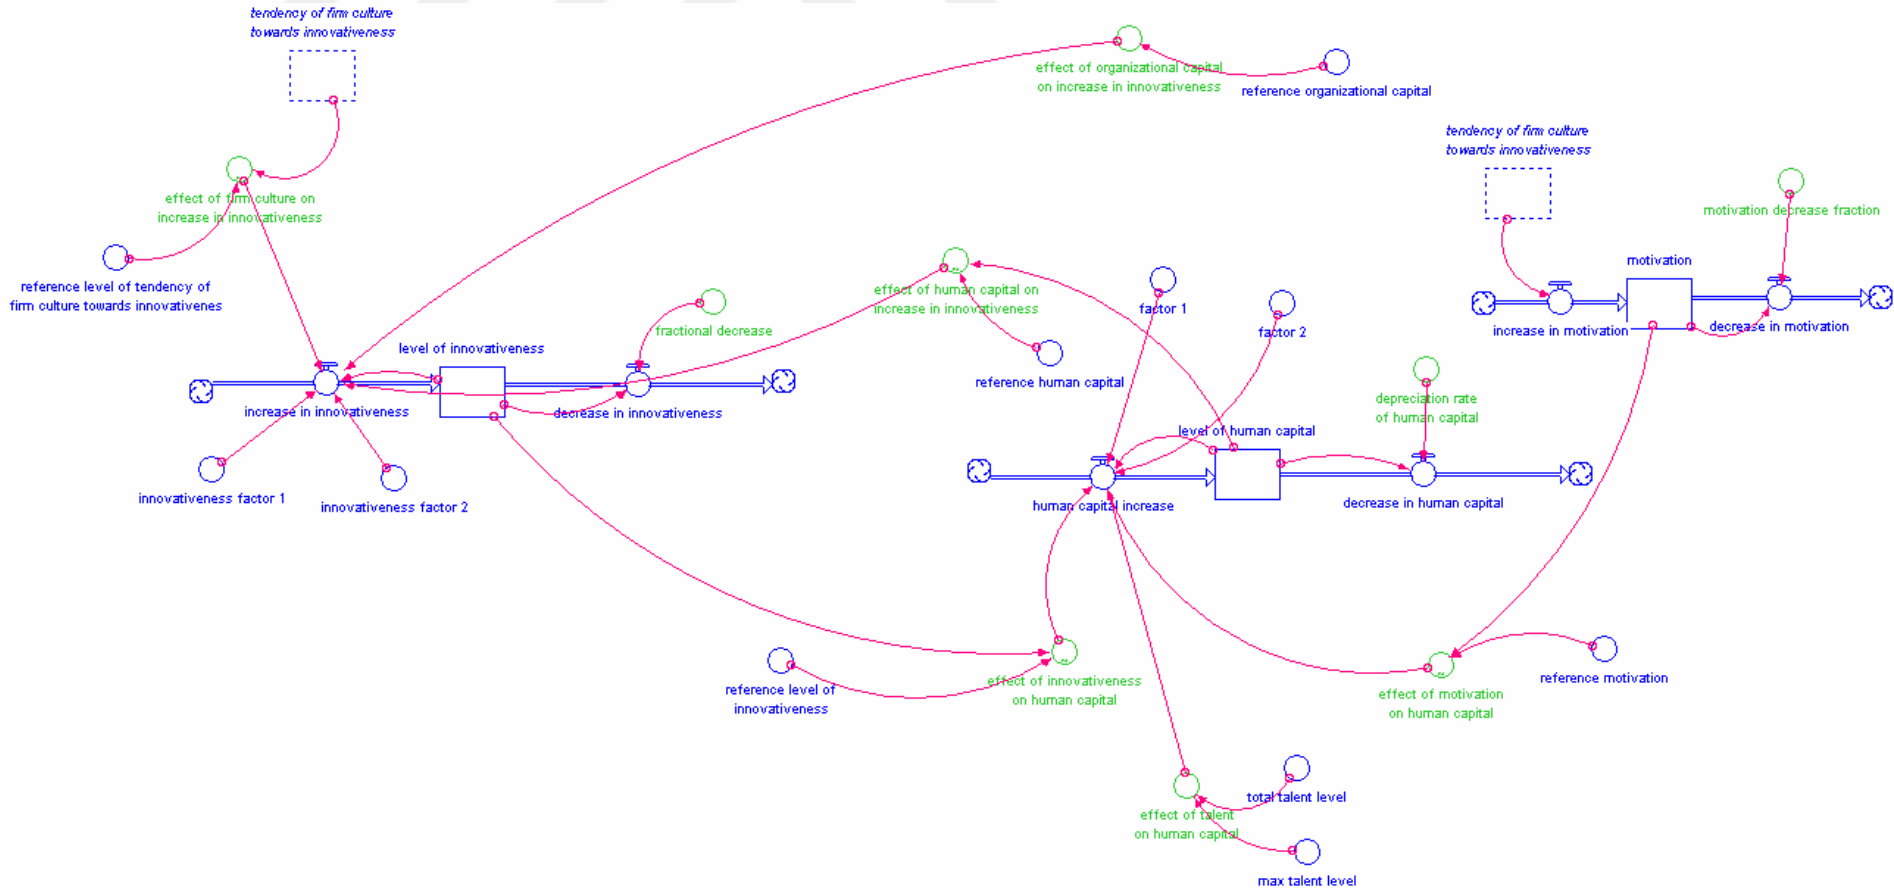 tendency of firm culture
towards innovativeness
effect of organizational capital
on increase in innovativeness
reference organizational capital
tendency of firm culture
towards innovativeness
effect of firm culture on
increase in innovativeness
motivation decrease fraction
reference level of tendency of
firm culture towards innovativenes
motivation
effect of human capital on
increase in innovativeness
factor 1
factor 2
fractional decrease
increase in motivation
decrease in motivation
level of innovativeness
reference human capital
increase in innovativeness
decrease in innovativeness
depreciation rate
of human capital
level of human capital
innovativeness factor 1
innovativeness factor 2
human capital increase
decrease in human capital
reference level of
innovativeness
effect of innovativeness
on human capital
effect of motivation
on human capital
reference motivation
total talent level
effect of talent
on human capital
max talent level